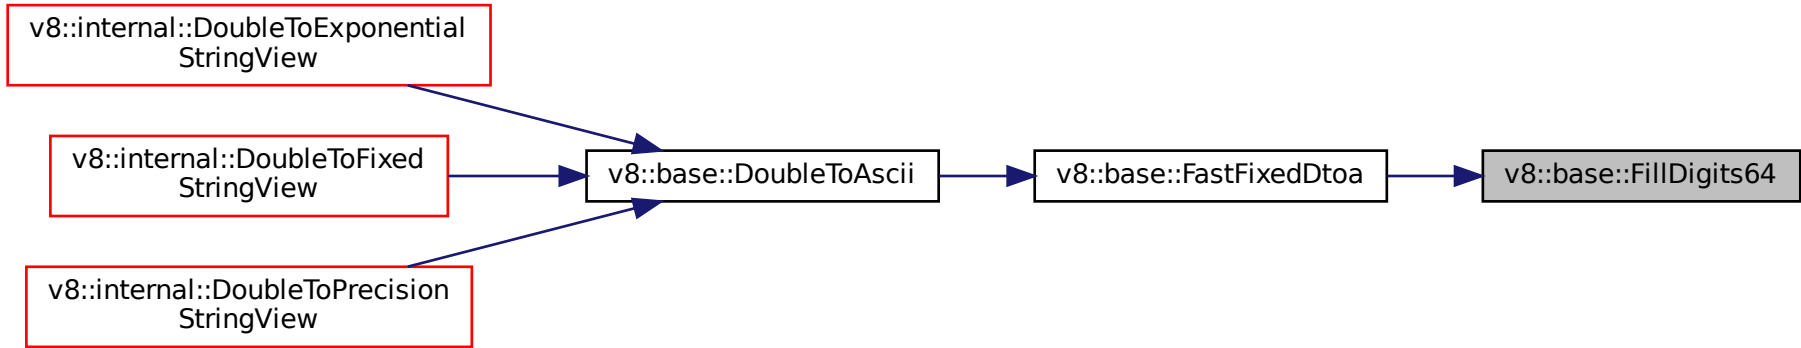 v8::internal::DoubleToExponential
StringView
v8::internal::DoubleToFixed
StringView
v8::internal::DoubleToPrecision
StringView
v8::base::DoubleToAscii
v8::base::FastFixedDtoa
v8::base::FillDigits64